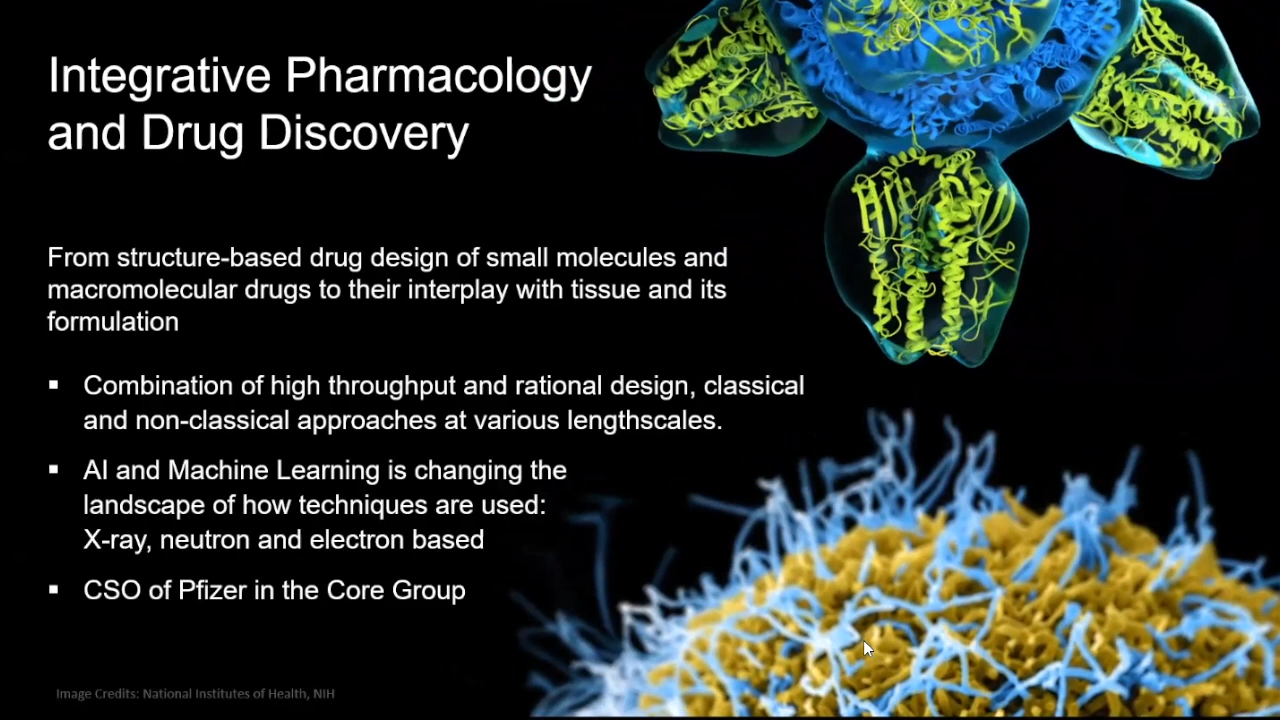 Integrative Pharmacology
and Drug Discovery
From structure-based drug design of small molecules and
macromolecular drugs to their interplay with tissue and its
formulation
▪ Combination of high throughput and rational design, classical
and non-classical approaches at various lengthscales.
▪ AI and Machine Learning is changing the
landscape of how techniques are used:
X-ray, neutron and electron based
▪ CSO of Pfizer in the Core Group
Image Credits: National Institutes of Health, NIH